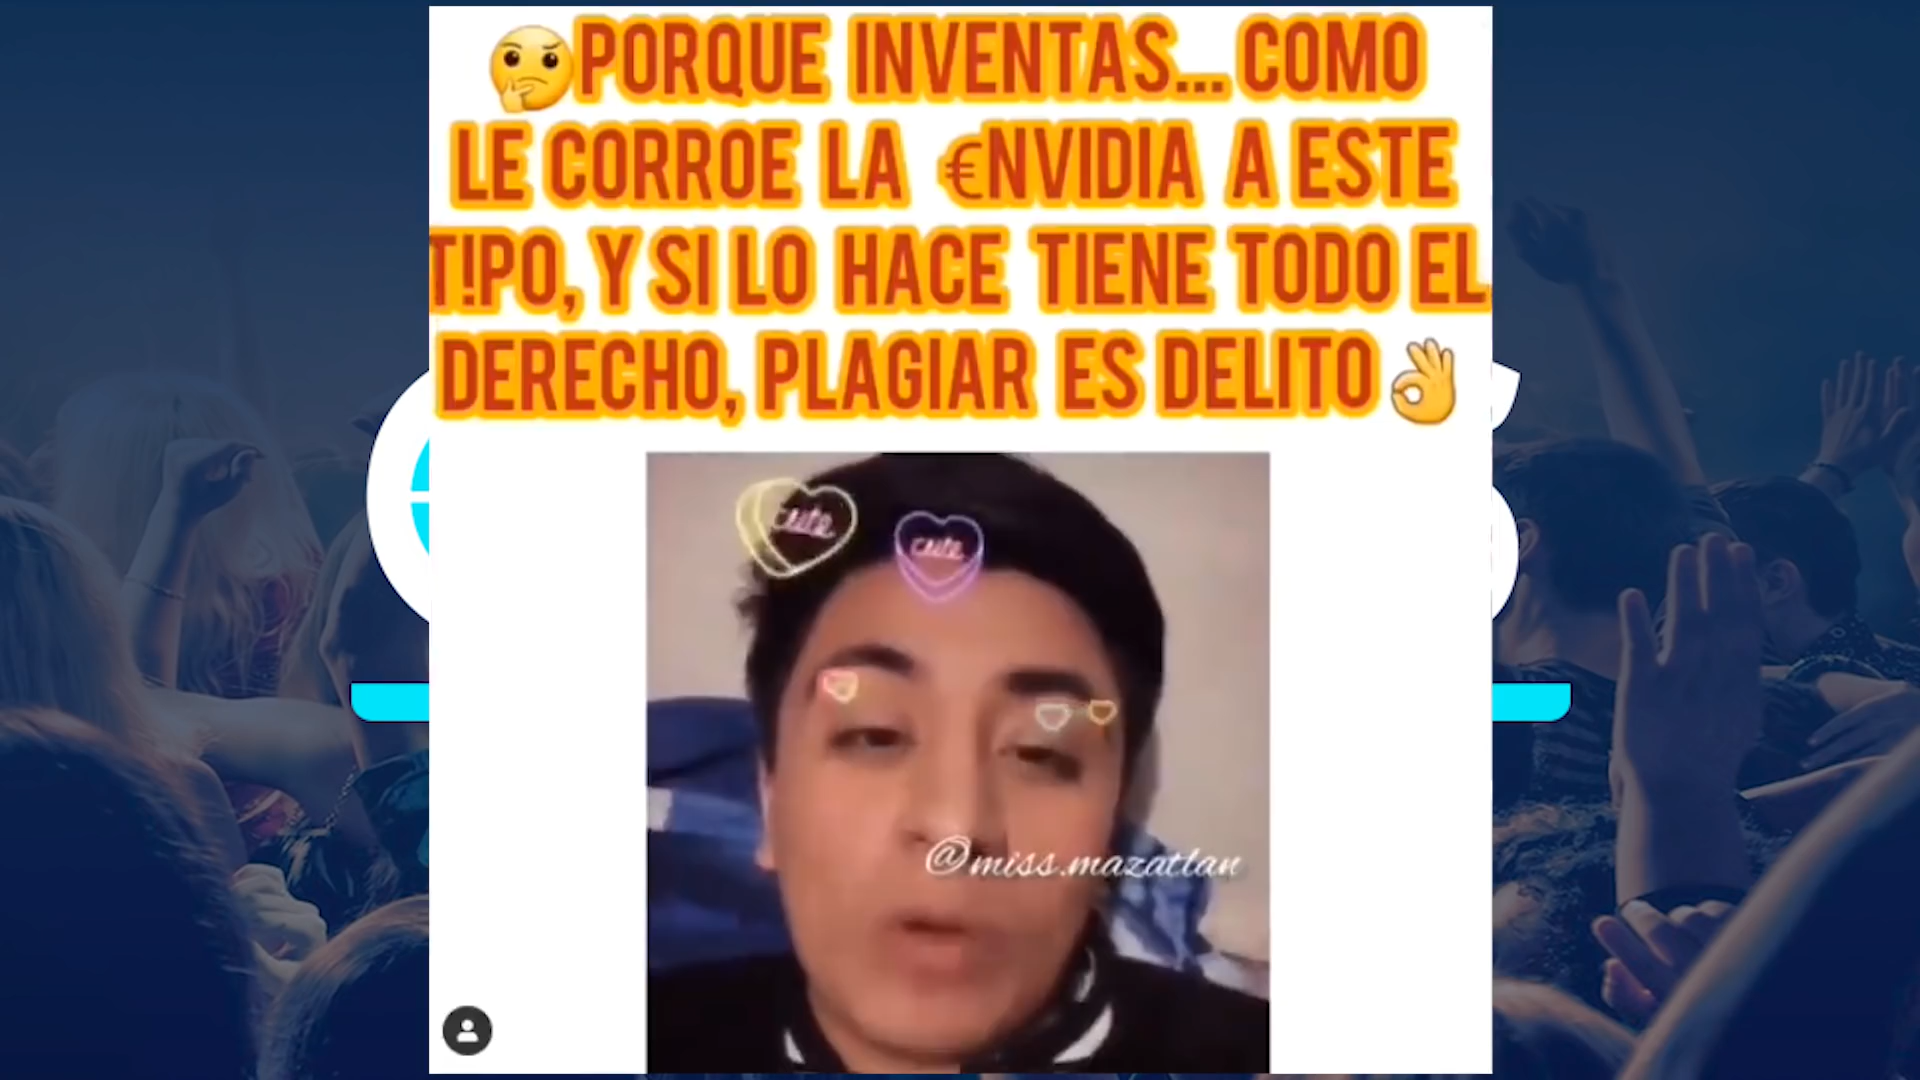 PORQUE INVENTAS... COMO
LE CORROE LA €NVIDIA A ESTE
T!PO, Y SI LO HACE TIENE TODO EL
DERECHO, PLAGIAR ES DELITO
cute
cute
@miss.mazatlan